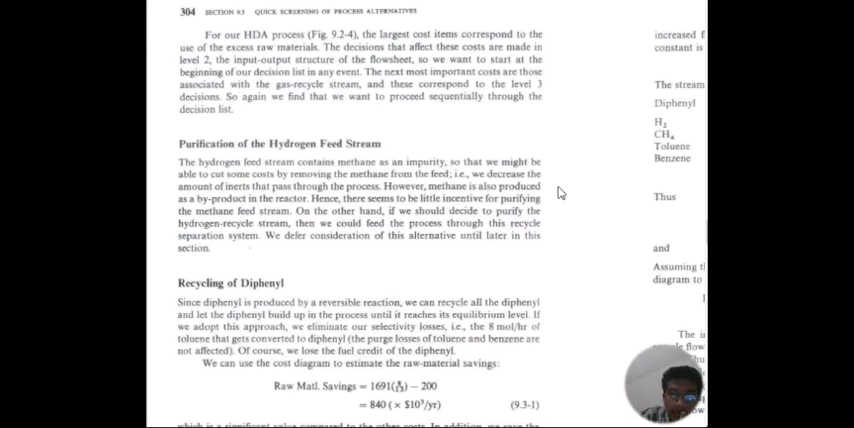 304 SECTION 9.3 QUICK SCREENING OF PROCESS ALTERNATIVES
For our HDA process (Fig. 9.2-4), the largest cost items correspond to the
use of the excess raw materials. The decisions that affect these costs are made in
level 2, the input-output structure of the flowsheet, so we want to start at the
beginning of our decision list in any event. The next most important costs are those
associated with the gas-recycle stream, and these correspond to the level 3
decisions. So again we find that we want to proceed sequentially through the
decision list.
Purification of the Hydrogen Feed Stream
The hydrogen feed stream contains methane as an impurity, so that we might be
able to cut some costs by removing the methane from the feed; i.e., we decrease the
amount of inerts that pass through the process. However, methane is also produced
as a by-product in the reactor. Hence, there seems to be little incentive for purifying
the methane feed stream. On the other hand, if we should decide to purify the
hydrogen-recycle stream, then we could feed the process through this recycle
separation system. We defer consideration of this alternative until later in this
section.
Recycling of Diphenyl
Since diphenyl is produced by a reversible reaction, we can recycle all the diphenyl
and let the diphenyl build up in the process until it reaches its equilibrium level. If
we adopt this approach, we eliminate our selectivity losses, i.e., the 8 mol/hr of
toluene that gets converted to diphenyl (the purge losses of toluene and benzene are
not affected). Of course, we lose the fuel credit of the diphenyl.
We can use the cost diagram to estimate the raw-material savings:
Raw Matl. Savings = 1691( ) − 200
= 840 (× $10³/yr) (9.3-1)
which is a significant value compared to the other costs. In addition, we save the
increased f
constant is
The stream
Diphenyl
H₂
CH₄
Toluene
Benzene
Thus
and
Assuming
diagram to
The
flow